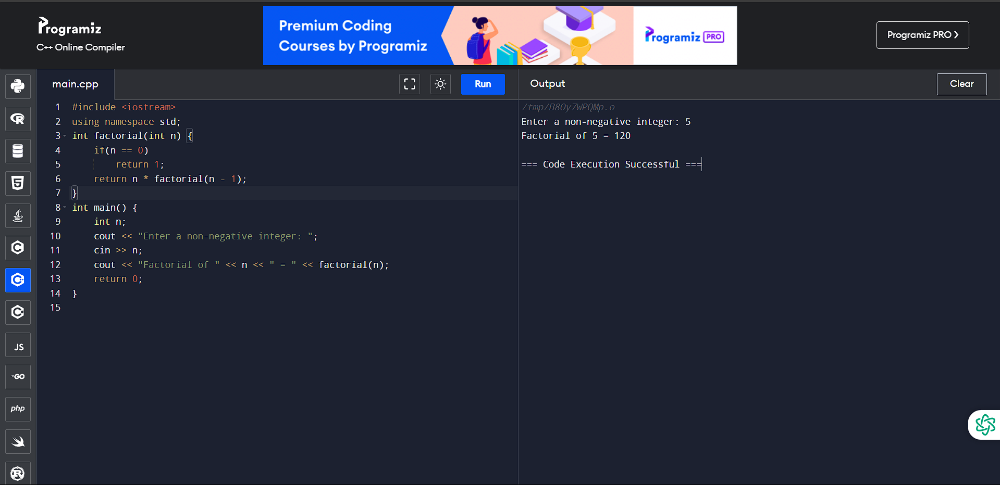 Programiz
C++ Online Compiler
Premium Coding
Courses by Programiz
Programiz PRO
Programiz PRO ❯
main.cpp
Run
Output
Clear
1 #include <iostream>
2 using namespace std;
3 int factorial(int n) {
4     if(n == 0)
5         return 1;
6     return n * factorial(n - 1);
7 }
8 int main() {
9     int n;
10     cout << "Enter a non-negative integer: ";
11     cin >> n;
12     cout << "Factorial of " << n << " = " << factorial(n);
13     return 0;
14 }
15
/tmp/B8Oy7WPQMp.o
Enter a non-negative integer: 5
Factorial of 5 = 120
=== Code Execution Successful ===
R
5
C
C++
C#
JS
GO
php
R